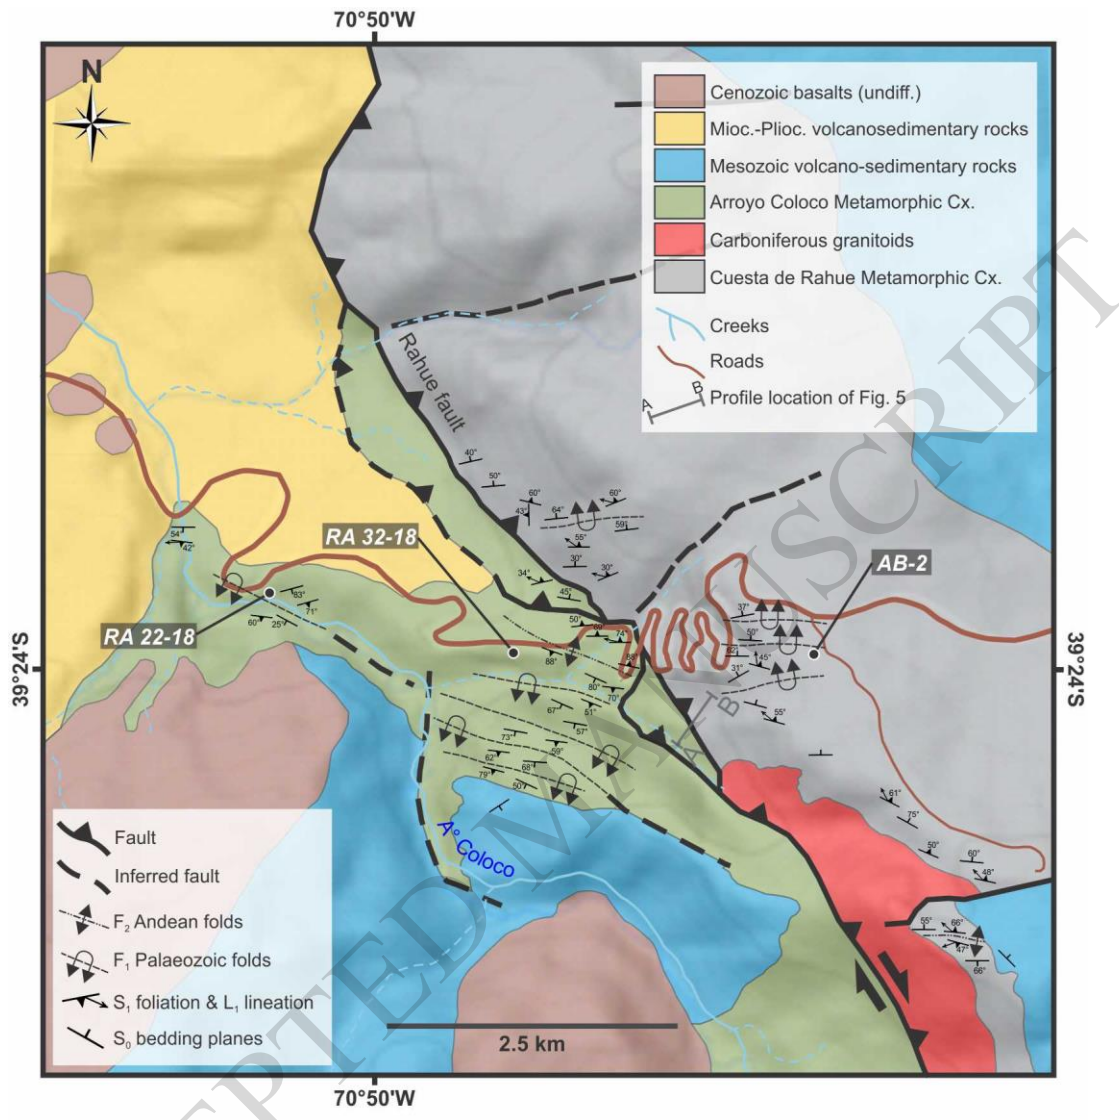 70°50'W
N
Cenozoic basalts (undiff.)
Mioc.-Plioc. volcanosedimentary rocks
Mesozoic volcano-sedimentary rocks
Arroyo Coloco Metamorphic Cx.
Carboniferous granitoids
Cuesta de Rahue Metamorphic Cx.
Creeks
Roads
A B
Profile location of Fig. 5
Rahue fault
40°
50°
60°
60°
43°
64°
59°
55°
30°
30°
34°
45°
RA 32-18
AB-2
54°
42°
83°
71°
60°
25°
RA 22-18
50°
74°
88°
80°
70°
67°
51°
57°
73°
59°
62°
68°
79°
50°
37°
50°
62°
45°
31°
55°
A
B
39°24'S
39°24'S
61°
75°
50°
60°
48°
55°
66°
47°
66°
A° Coloco
Fault
Inferred fault
F₂ Andean folds
F₁ Palaeozoic folds
S₁ foliation & L₁ lineation
S₀ bedding planes
2.5 km
70°50'W
EPTED MANUSCRIPT